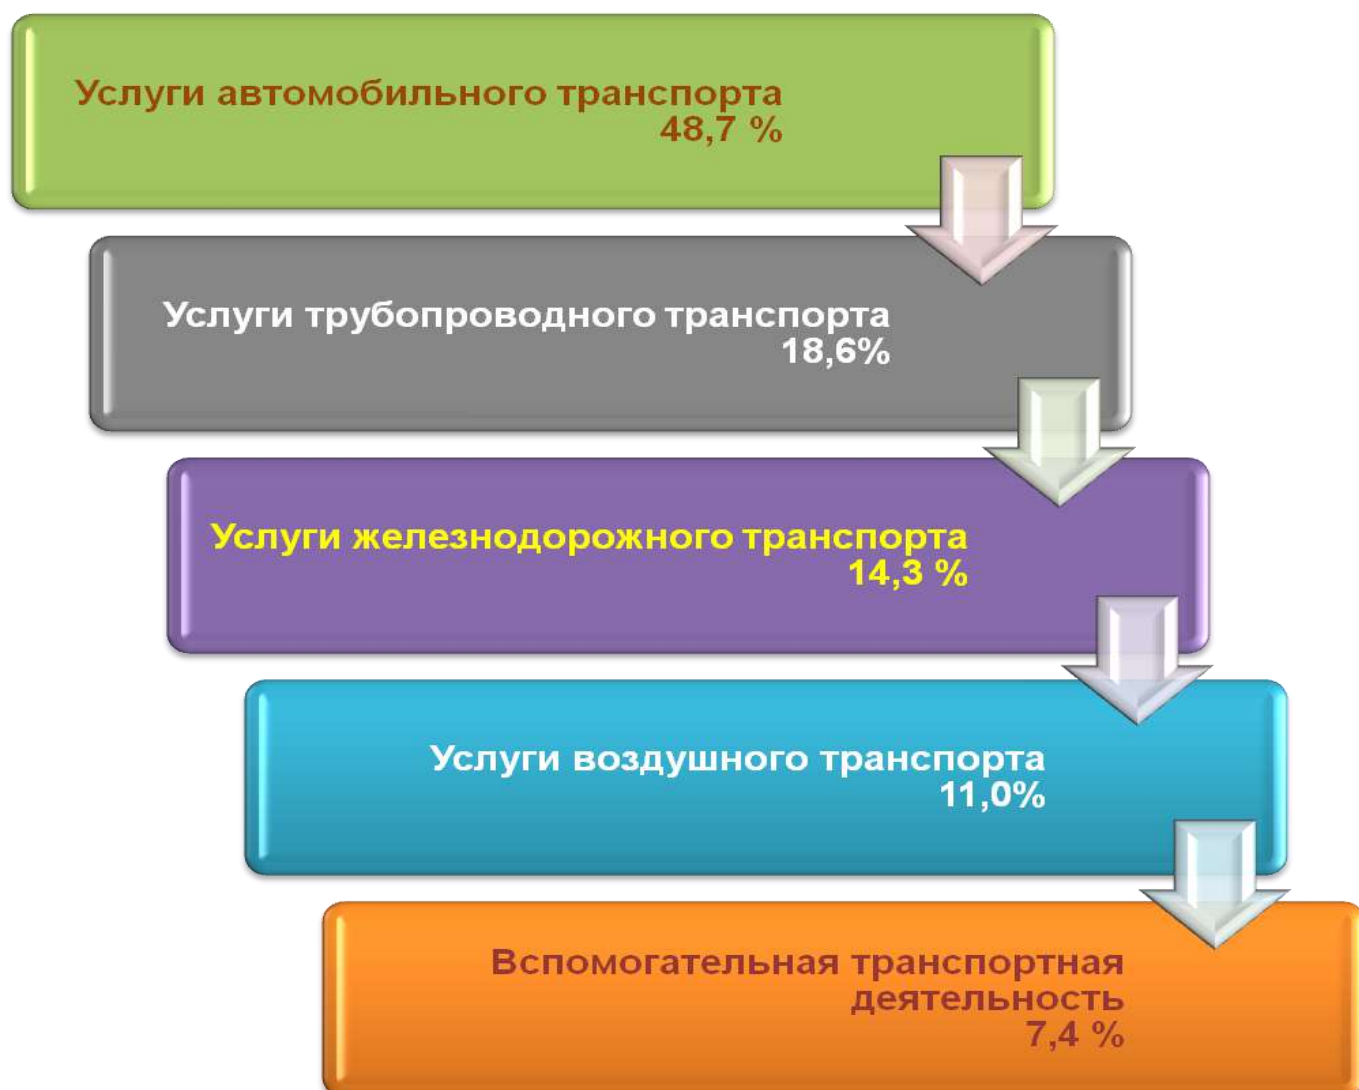 Услуги автомобильного транспорта
48,7 %
Услуги трубопроводного транспорта
18,6%
Услуги железнодорожного транспорта
14,3 %
Услуги воздушного транспорта
11,0%
Вспомогательная транспортная
деятельность
7,4 %